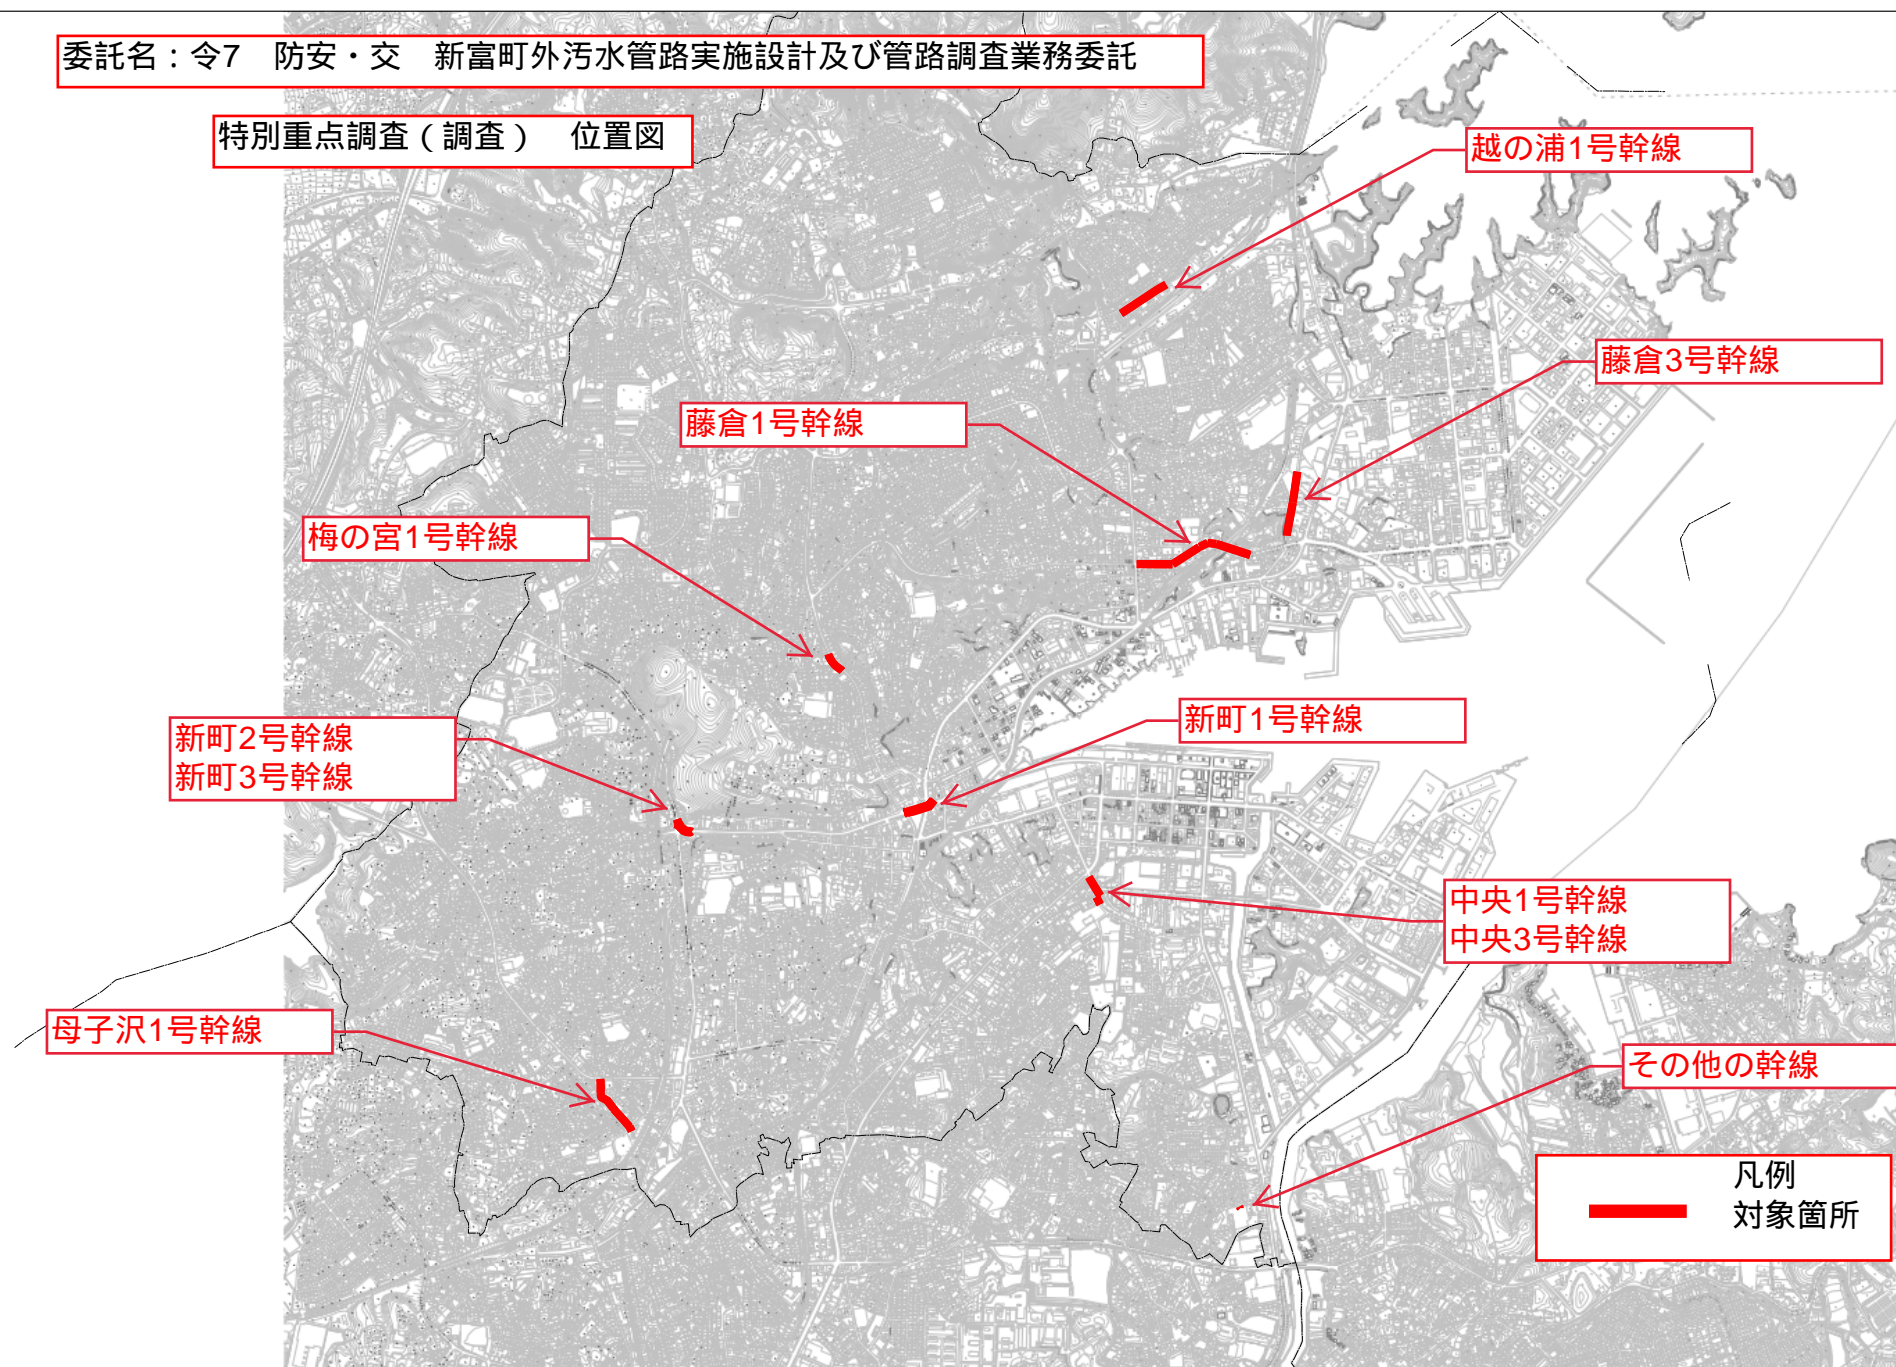 委託名：令7　防安・交　新富町外汚水管路実施設計及び管路調査業務委託
特別重点調査（調査）　位置図
越の浦1号幹線
藤倉3号幹線
藤倉1号幹線
梅の宮1号幹線
新町2号幹線
新町3号幹線
新町1号幹線
中央1号幹線
中央3号幹線
母子沢1号幹線
その他の幹線
凡例
対象箇所